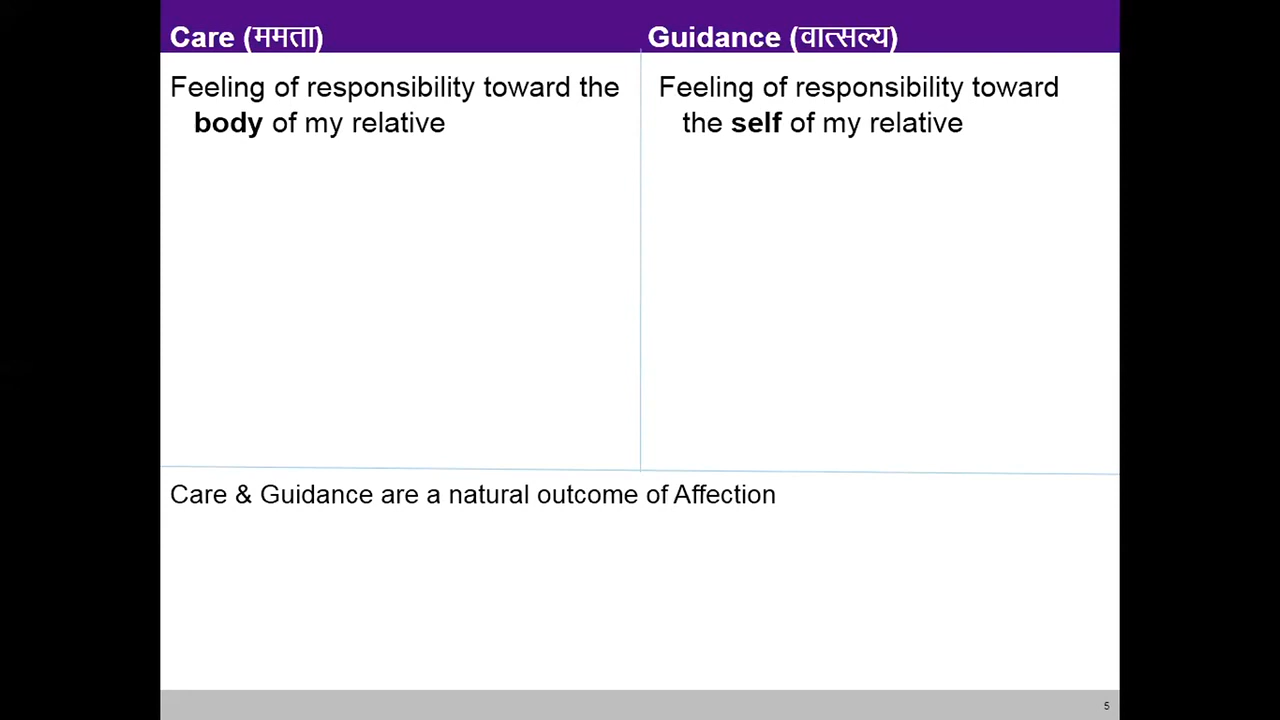 Care (ममता)
Guidance (वात्सल्य)
Feeling of responsibility toward the
body of my relative
Feeling of responsibility toward
the self of my relative
Care & Guidance are a natural outcome of Affection
5